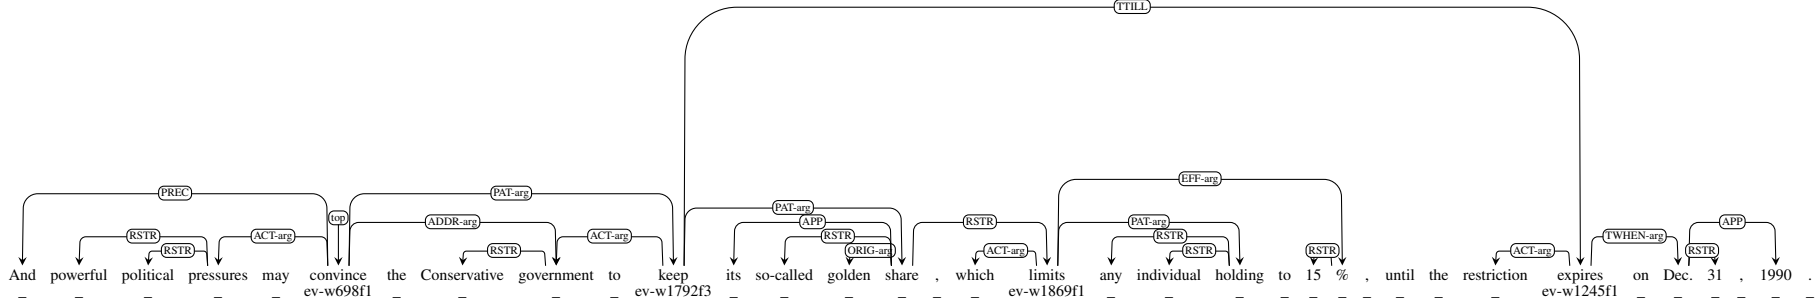 TTILL
EFF-arg
PREC PAT-arg
PAT-arg
top ADDR-arg APP RSTR PAT-arg APP
RSTR ACT-arg ACT-arg RSTR RSTR TWHEN-arg
RSTR RSTR ORIG-arg ACT-arg RSTR RSTR ACT-arg RSTR
And powerful political pressures may convince the Conservative government to keep its so-called golden share , which limits any individual holding to 15 % , until the restriction expires on Dec. 31 , 1990 .
ev-w698f1 ev-w1792f3 ev-w1869f1 ev-w1245f1
_ _ _ _ _ _ _ _ _ _ _ _ _ _ _ _ _ _ _ _ _ _ _ _ _ _ _ _ _ _ _ _ _ _ _